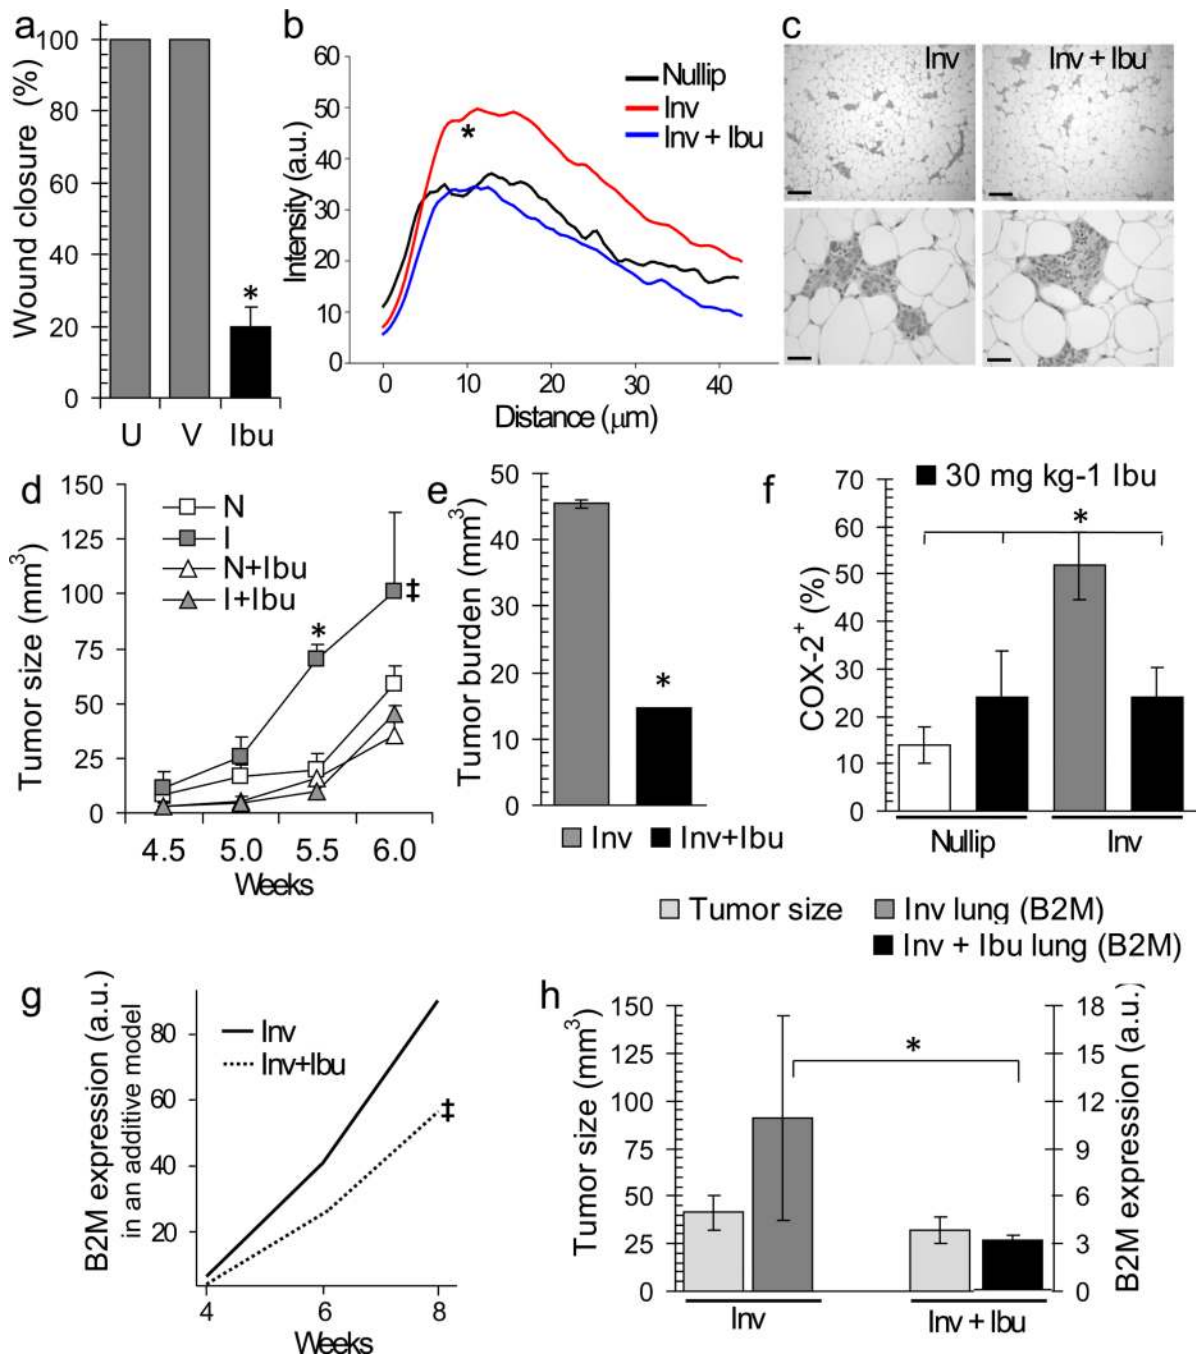 a
Wound closure (%)
100
80
60
40
20
0
*
U V Ibu
b
Intensity (a.u.)
60
50
40
30
20
10
0
Nullip
Inv
Inv + Ibu
*
0 10 20 30 40
Distance (μm)
c
Inv
Inv + Ibu
d
Tumor size (mm³)
150
125
100
75
50
25
0
N
I
N+Ibu
I+Ibu
*
‡
4.5 5.0 5.5 6.0
Weeks
e
Tumor burden (mm³)
50
40
30
20
10
0
*
Inv Inv+Ibu
f
30 mg kg-1 Ibu
COX-2⁺ (%)
70
60
50
40
30
20
10
0
*
Nullip Inv
Tumor size Inv lung (B2M)
Inv + Ibu lung (B2M)
g
B2M expression (a.u.)
in an additive model
80
60
40
20
Inv
Inv+Ibu
‡
4 6 8
Weeks
h
Tumor size (mm³)
150
125
100
75
50
25
0
*
18
15
12
9
6
3
0
B2M expression (a.u.)
Inv Inv + Ibu